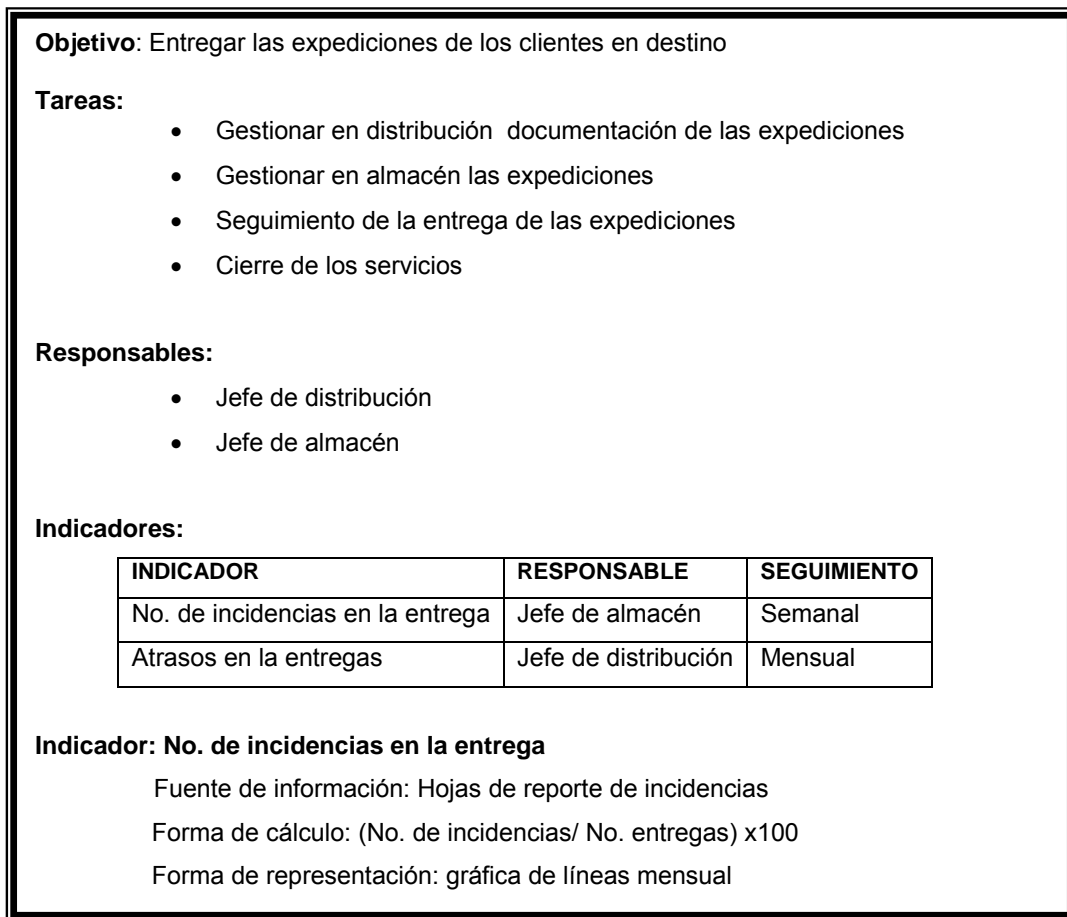 Objetivo: Entregar las expediciones de los clientes en destino
Tareas:
• Gestionar en distribución documentación de las expediciones
• Gestionar en almacén las expediciones
• Seguimiento de la entrega de las expediciones
• Cierre de los servicios
Responsables:
• Jefe de distribución
• Jefe de almacén
Indicadores:
INDICADOR RESPONSABLE SEGUIMIENTO
No. de incidencias en la entrega Jefe de almacén Semanal
Atrasos en la entregas Jefe de distribución Mensual
Indicador: No. de incidencias en la entrega
Fuente de información: Hojas de reporte de incidencias
Forma de cálculo: (No. de incidencias/ No. entregas) x100
Forma de representación: gráfica de líneas mensual